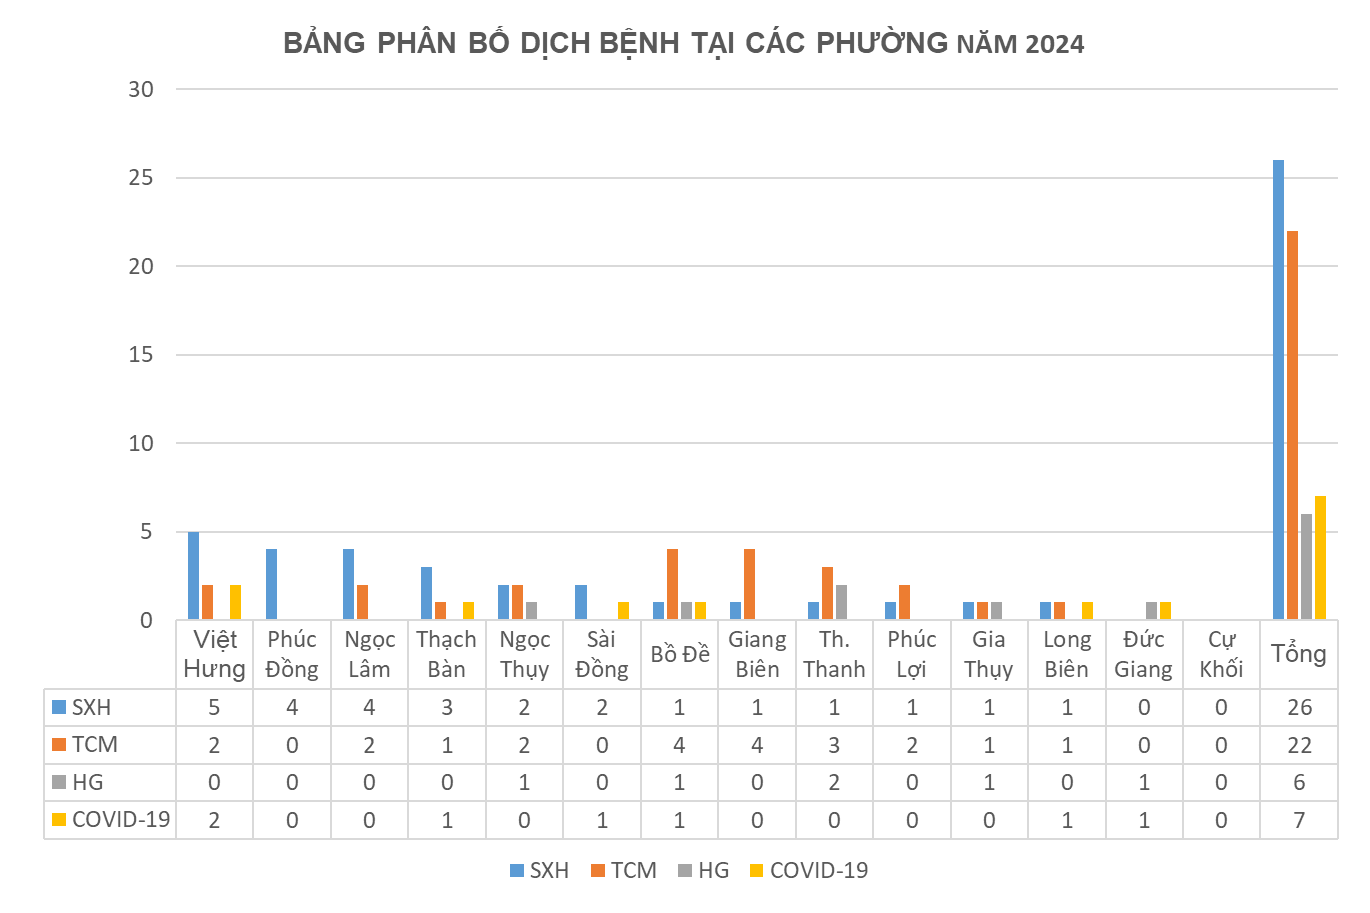 BẢNG PHÂN BỐ DỊCH BỆNH TẠI CÁC PHƯỜNG NĂM 2024
30
25
20
15
10
5
0
Việt Hưng Phúc Đồng Ngọc Lâm Thạch Bàn Ngọc Thụy Sài Đồng Bồ Đề Giang Biên Th. Thanh Phúc Lợi Gia Thụy Long Biên Đức Giang Cự Khối Tổng
SXH 5 4 4 3 2 2 1 1 1 1 1 1 0 0 26
TCM 2 0 2 1 2 0 4 4 3 2 1 1 0 0 22
HG 0 0 0 0 1 0 1 0 2 0 1 0 1 0 6
COVID-19 2 0 0 1 0 1 1 0 0 0 0 1 1 0 7
SXH TCM HG COVID-19